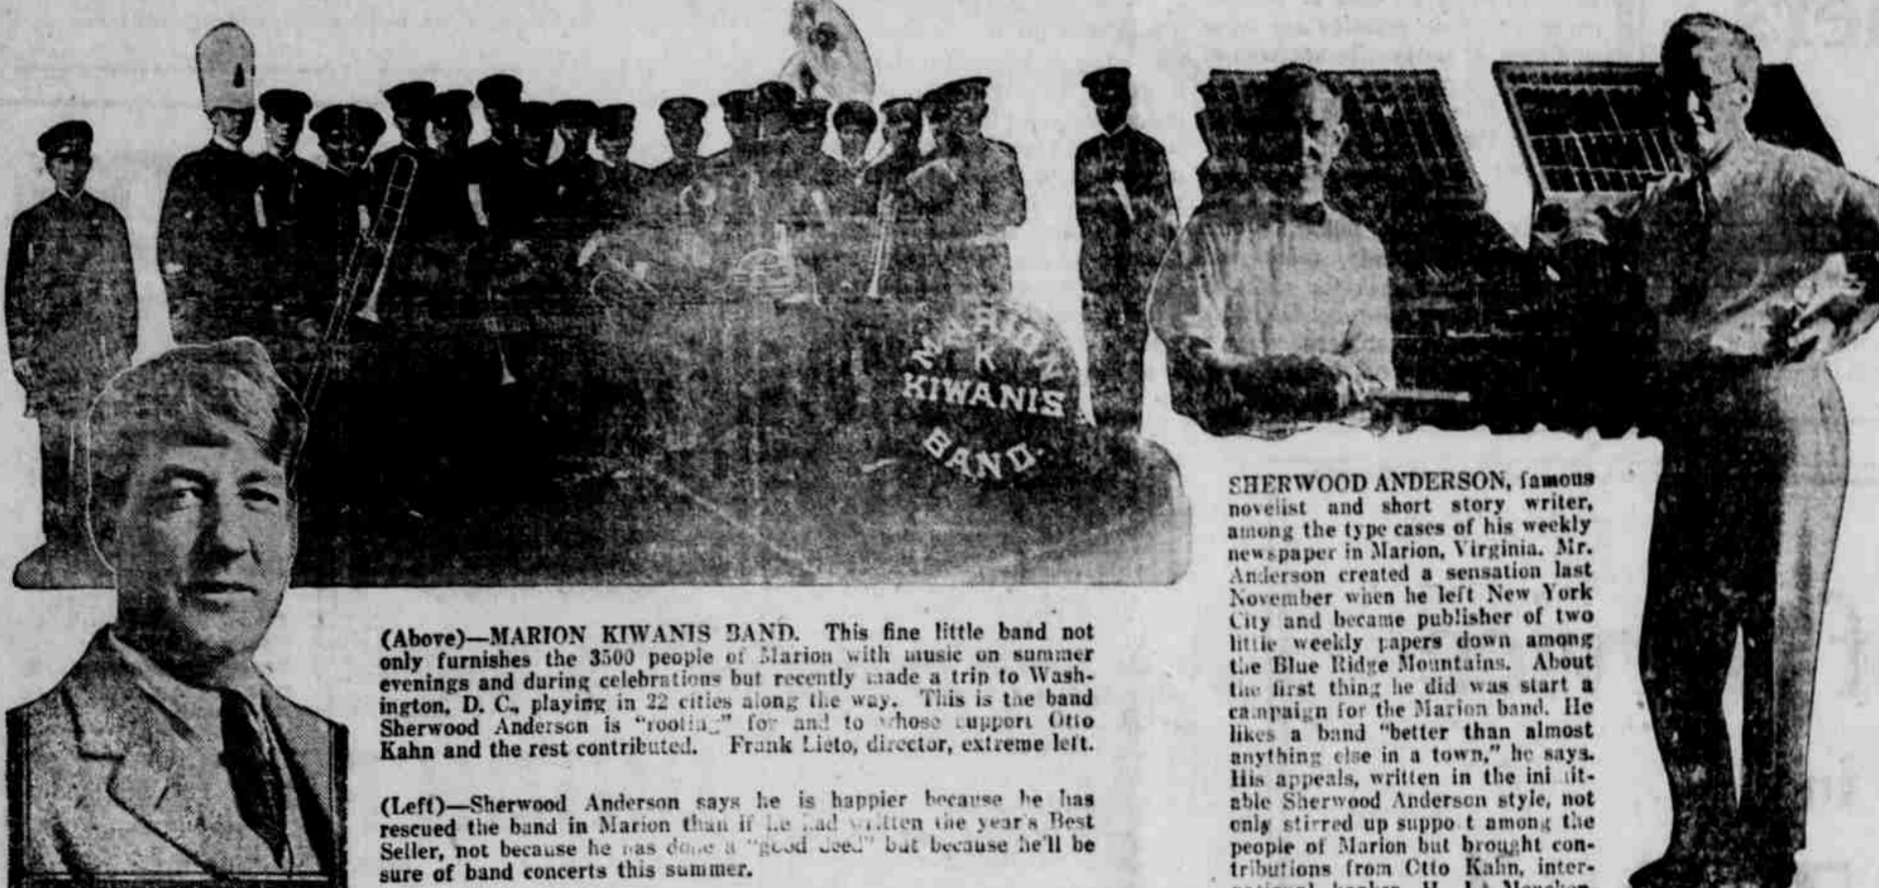 MARION
K
KIWANIS
BAND.
(Above)—MARION KIWANIS BAND. This fine little band not
only furnishes the 3500 people of Marion with music on summer
evenings and during celebrations but recently made a trip to Wash-
ington, D. C., playing in 22 cities along the way. This is the band
Sherwood Anderson is "rooting" for and to whose support Otto
Kahn and the rest contributed. Frank Lieto, director, extreme left.
(Left)—Sherwood Anderson says he is happier because he has
rescued the band in Marion than if he had written the year's Best
Seller, not because he has done a "good deed" but because he'll be
sure of band concerts this summer.
SHERWOOD ANDERSON, famous
novelist and short story writer,
among the type cases of his weekly
newspaper in Marion, Virginia. Mr.
Anderson created a sensation last
November when he left New York
City and became publisher of two
little weekly papers down among
the Blue Ridge Mountains. About
the first thing he did was start a
campaign for the Marion band. He
likes a band "better than almost
anything else in a town," he says.
His appeals, written in the inimit-
able Sherwood Anderson style, not
only stirred up support among the
people of Marion but brought con-
tributions from Otto Kahn, inter-
national banker, H. L. Mencken,